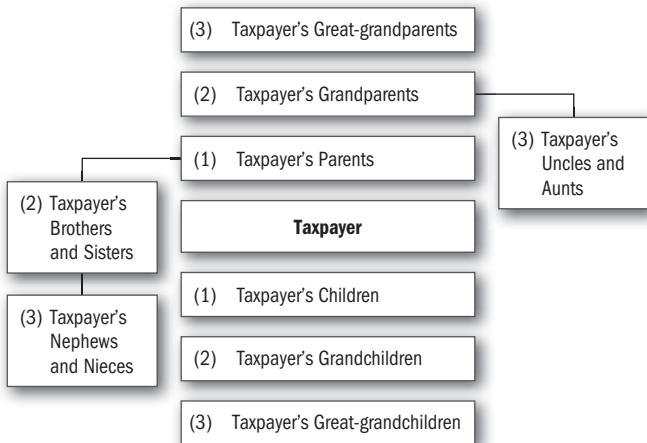 (3) Taxpayer’s Great-grandparents
(2) Taxpayer’s Grandparents
(3) Taxpayer’s
Uncles and
Aunts
(1) Taxpayer’s Parents
(2) Taxpayer’s
Brothers
and Sisters
Taxpayer
(3) Taxpayer’s
Nephews
and Nieces
(1) Taxpayer’s Children
(2) Taxpayer’s Grandchildren
(3) Taxpayer’s Great-grandchildren